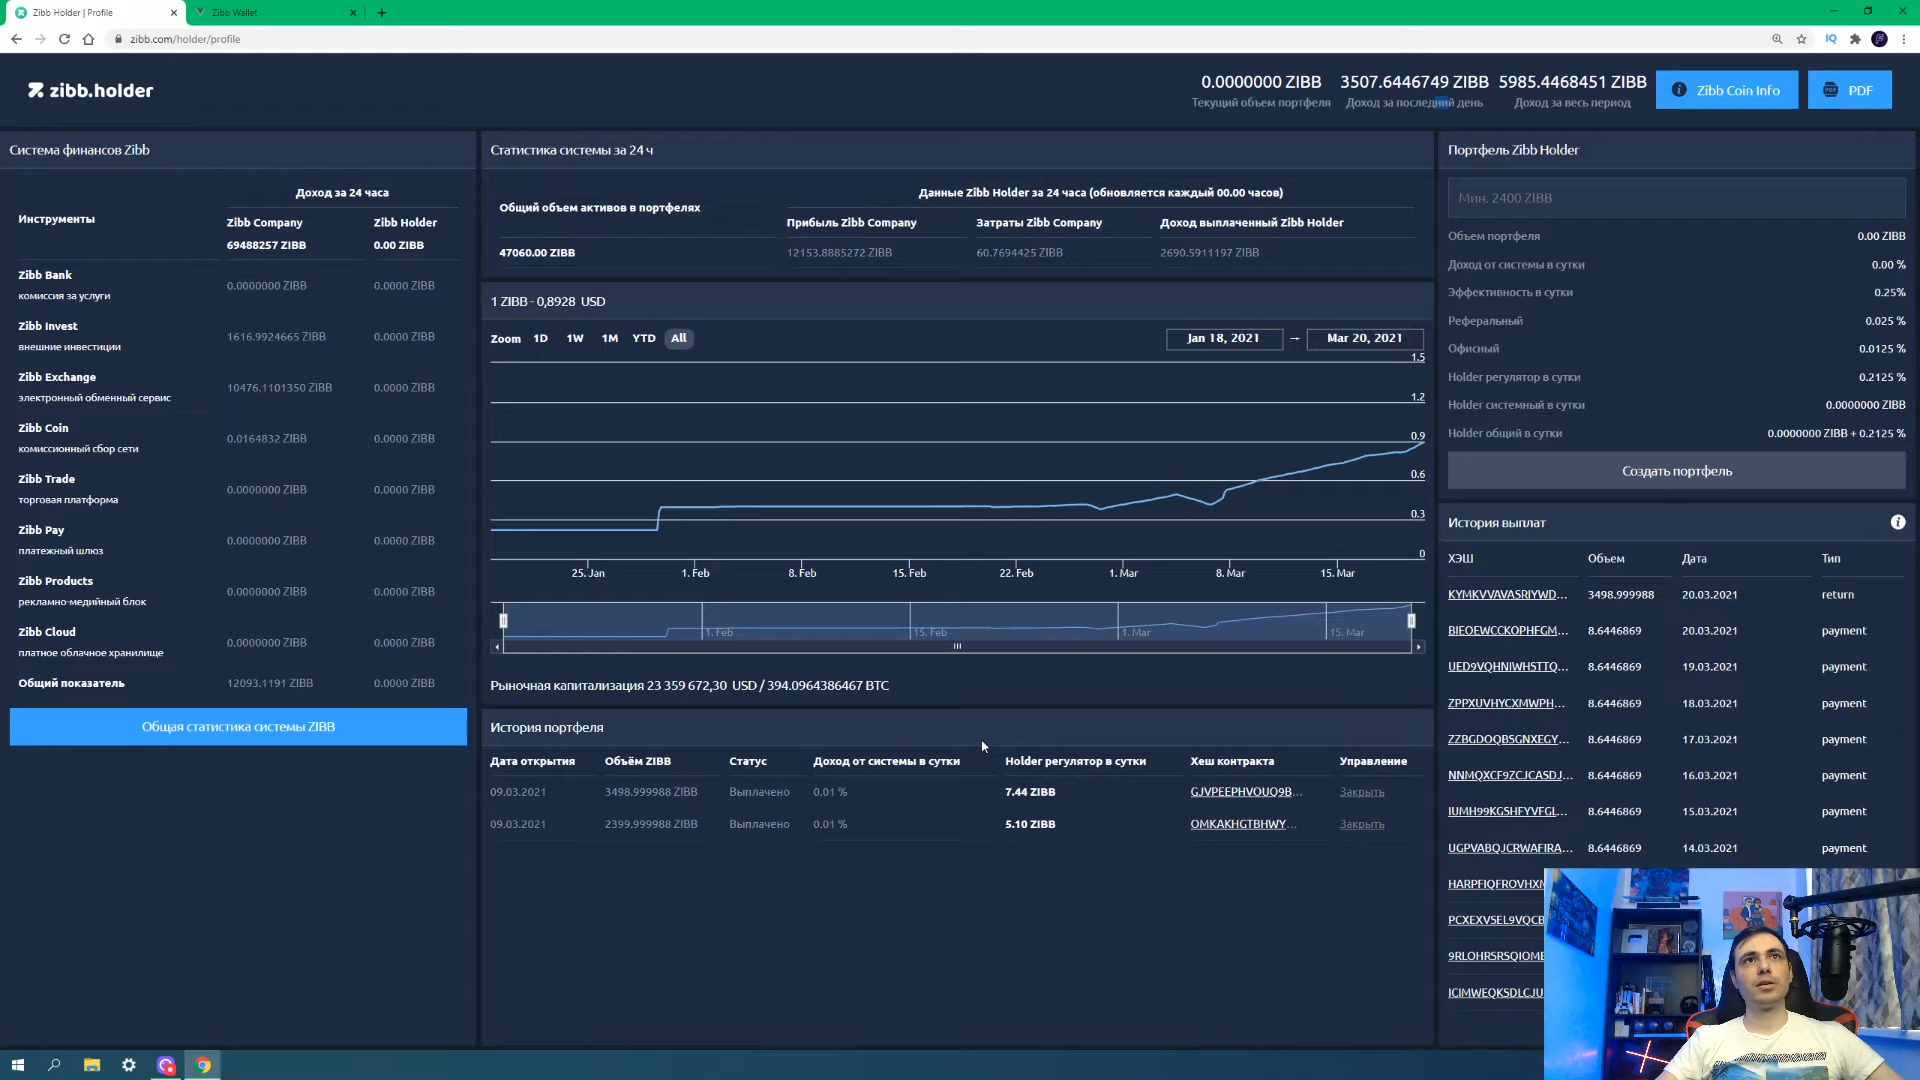 Zibb Holder | Profile
Zibb Wallet
zibb.com/holder/profile
zibb.holder
0.0000000 ZIBB
Текущий объем портфеля
3507.6446749 ZIBB
Доход за последний день
5985.4468451 ZIBB
Доход за весь период
Zibb Coin Info
PDF
Система финансов Zibb
Доход за 24 часа
Инструменты
Zibb Company
Zibb Holder
69488257 ZIBB
0.00 ZIBB
Zibb Bank
комиссия за услуги
0.0000000 ZIBB
0.0000 ZIBB
Zibb Invest
внешние инвестиции
1616.9924665 ZIBB
0.0000 ZIBB
Zibb Exchange
электронный обменный сервис
10476.1101350 ZIBB
0.0000 ZIBB
Zibb Coin
комиссионный сбор сети
0.0164832 ZIBB
0.0000 ZIBB
Zibb Trade
торговая платформа
0.0000000 ZIBB
0.0000 ZIBB
Zibb Pay
платежный шлюз
0.0000000 ZIBB
0.0000 ZIBB
Zibb Products
рекламно-медийный блок
0.0000000 ZIBB
0.0000 ZIBB
Zibb Cloud
платное облачное хранилище
0.0000000 ZIBB
0.0000 ZIBB
Общий показатель
12093.1191 ZIBB
0.0000 ZIBB
Общая статистика системы ZIBB
Статистика системы за 24 ч
Общий объем активов в портфелях
47060.00 ZIBB
Данные Zibb Holder за 24 часа (обновляется каждый 00.00 часов)
Прибыль Zibb Company
Затраты Zibb Company
Доход выплаченный Zibb Holder
12153.8885272 ZIBB
60.7694425 ZIBB
2690.5911197 ZIBB
1 ZIBB - 0,8928 USD
Zoom 1D 1W 1M YTD All
Jan 18, 2021 → Mar 20, 2021
1.5
1.2
0.9
0.6
0.3
0
25. Jan 1. Feb 8. Feb 15. Feb 22. Feb 1. Mar 8. Mar 15. Mar
1. Feb 15. Feb 1. Mar 15. Mar
Рыночная капитализация 23 359 672,30 USD / 394.0964386467 BTC
История портфеля
Дата открытия Объём ZIBB Статус Доход от системы в сутки Holder регулятор в сутки Хеш контракта Управление
09.03.2021 3498.999988 ZIBB Выплачено 0.01 % 7.44 ZIBB GJVPEEPHVOUQ9B... Закрыть
09.03.2021 2399.999988 ZIBB Выплачено 0.01 % 5.10 ZIBB OMKAKHGTBHWY... Закрыть
Портфель Zibb Holder
Мин. 2400 ZIBB
Объем портфеля 0.00 ZIBB
Доход от системы в сутки 0.00 %
Эффективность в сутки 0.25%
Реферальный 0.025 %
Офисный 0.0125 %
Holder регулятор в сутки 0.2125 %
Holder системный в сутки 0.0000000 ZIBB
Holder общий в сутки 0.0000000 ZIBB + 0.2125 %
Создать портфель
История выплат
ХЭШ Объем Дата Тип
KYMKVVAVASRIYWD... 3498.999988 20.03.2021 return
BIEOEWCCKOPHFGM... 8.6446869 20.03.2021 payment
UED9VQHNIWHSTTQ... 8.6446869 19.03.2021 payment
ZPPXUVHYCXMWPH... 8.6446869 18.03.2021 payment
ZZBGDOQBSGNXEGY... 8.6446869 17.03.2021 payment
NNMQXCF9ZCJCASDJ... 8.6446869 16.03.2021 payment
IUMH99KGSHFYVFGL... 8.6446869 15.03.2021 payment
UGPVABQJCRWAFIRA... 8.6446869 14.03.2021 payment
HARPFIQFROVHX
PCXEXVSEL9VQCB
9RLOHRSRSQIOME
ICIMWEQKSDLCJU